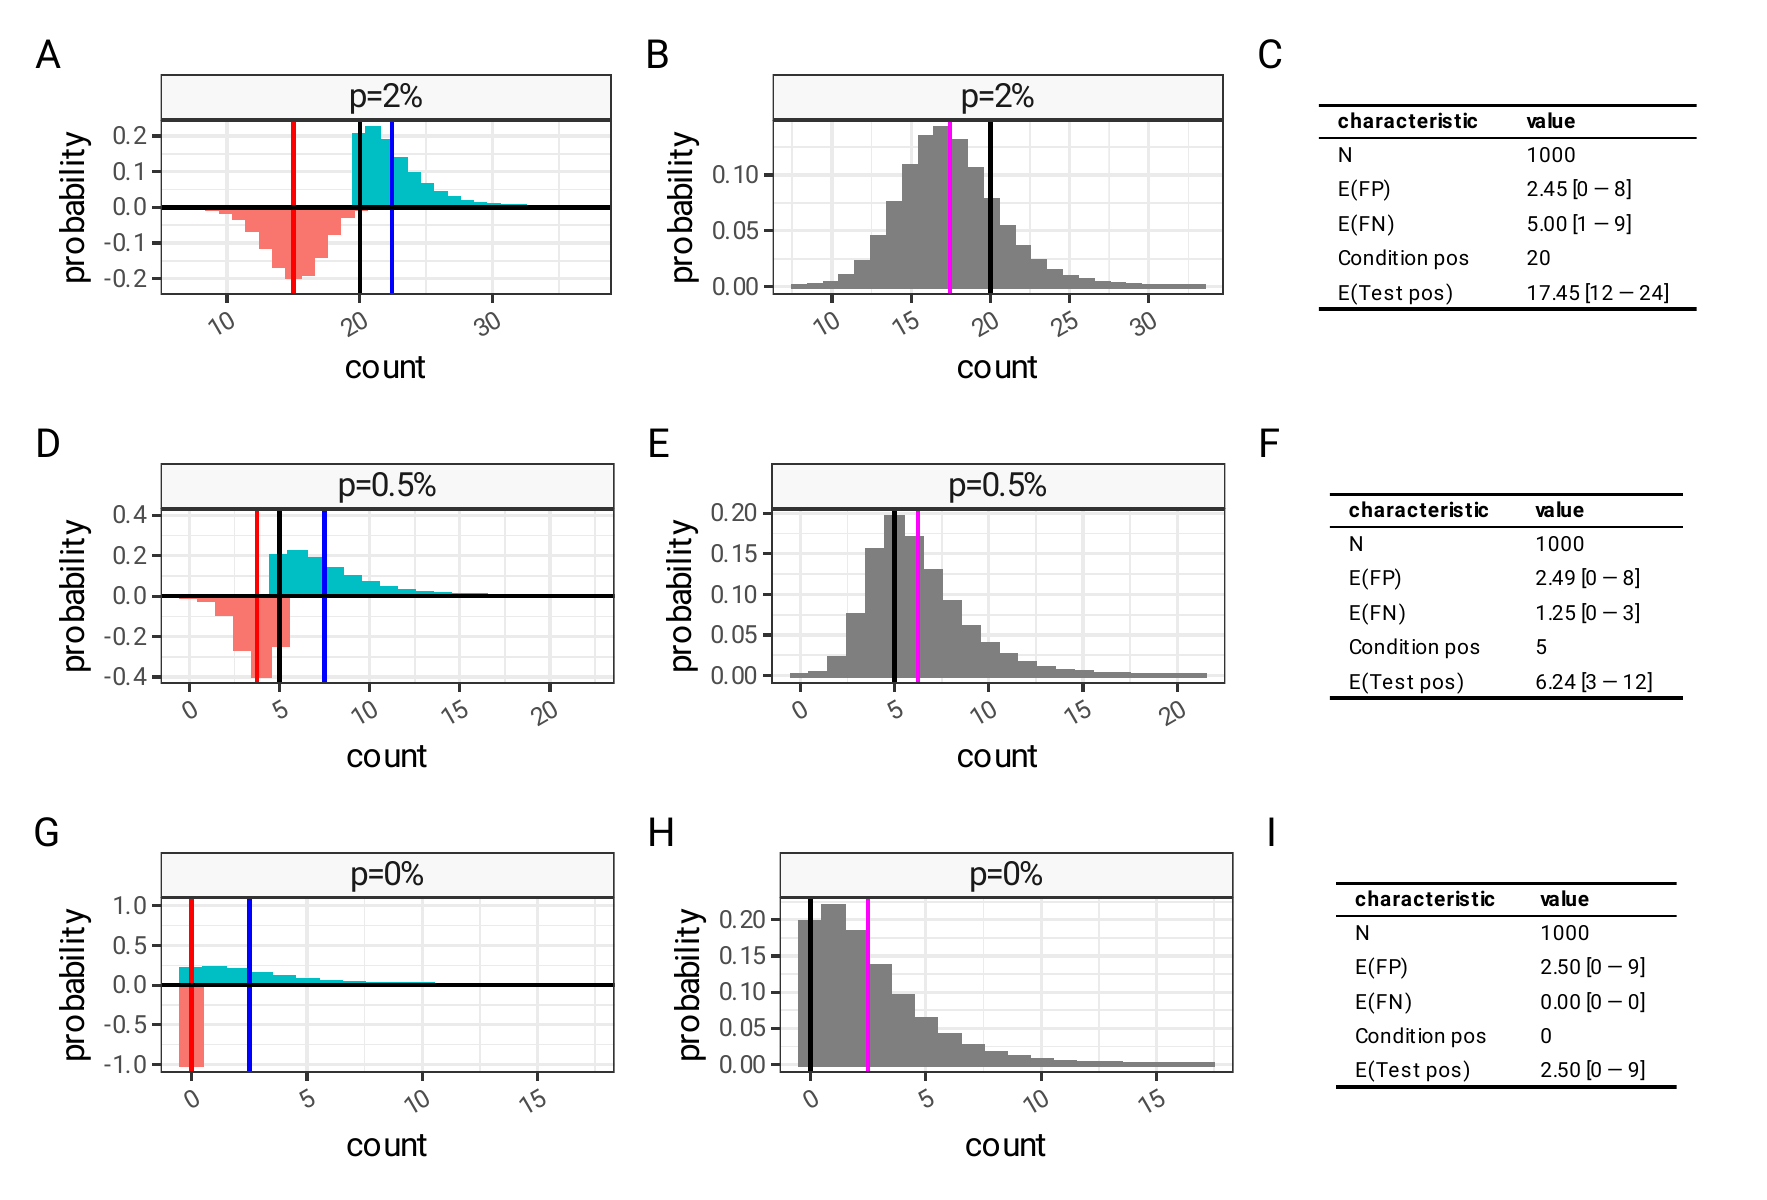 A
p=2%
probability
0.2
0.1
0.0
-0.1
-0.2
10
20
30
count
B
p=2%
probability
0.10
0.05
0.00
10
15
20
25
30
count
C
characteristic value
N 1000
E(FP) 2.45 [0 – 8]
E(FN) 5.00 [1 – 9]
Condition pos 20
E(Test pos) 17.45 [12 – 24]
D
p=0.5%
probability
0.4
0.2
0.0
-0.2
-0.4
0
5
10
15
20
count
E
p=0.5%
probability
0.20
0.15
0.10
0.05
0.00
0
5
10
15
20
count
F
characteristic value
N 1000
E(FP) 2.49 [0 – 8]
E(FN) 1.25 [0 – 3]
Condition pos 5
E(Test pos) 6.24 [3 – 12]
G
p=0%
probability
1.0
0.5
0.0
-0.5
-1.0
0
5
10
15
count
H
p=0%
probability
0.20
0.15
0.10
0.05
0.00
0
5
10
15
count
I
characteristic value
N 1000
E(FP) 2.50 [0 – 9]
E(FN) 0.00 [0 – 0]
Condition pos 0
E(Test pos) 2.50 [0 – 9]